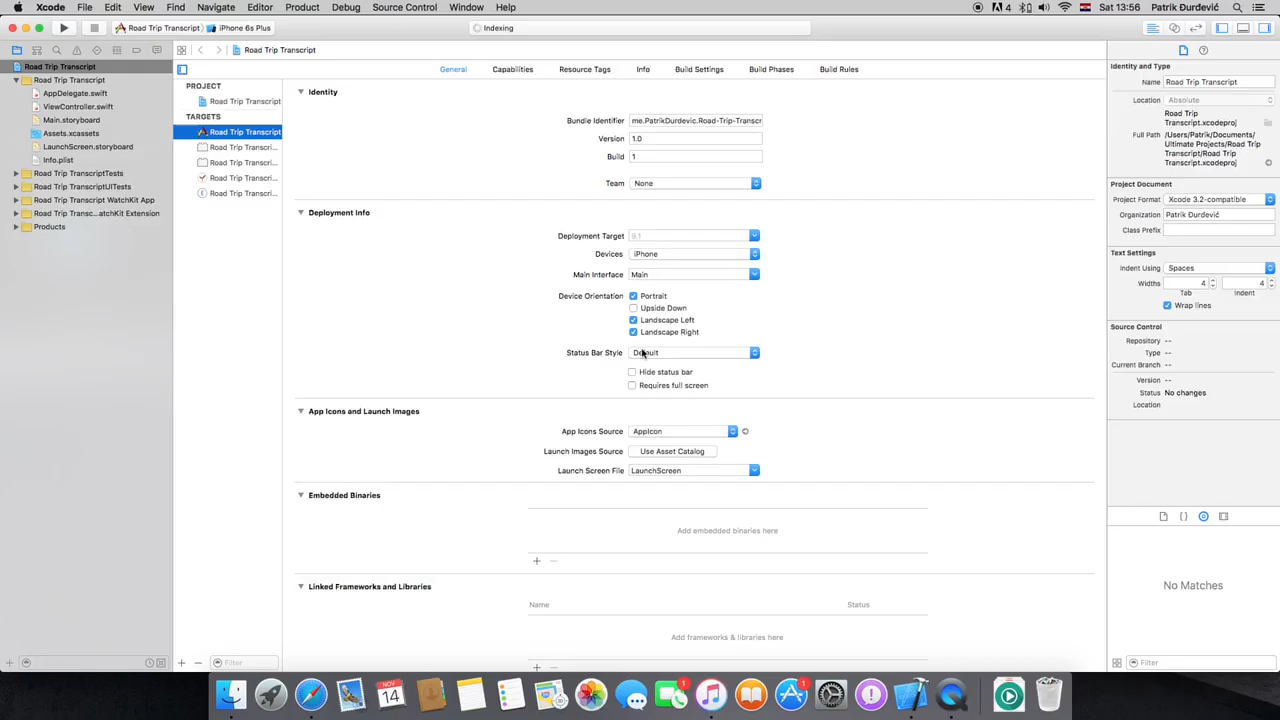 Xcode File Edit View Find Navigate Editor Product Debug Source Control Window Help
4 Sat 13:56 Patrik Đurđević
Road Trip Transcript iPhone 6s Plus
Indexing
Road Trip Transcript
Road Trip Transcript
Road Trip Transcript
AppDelegate.swift
ViewController.swift
Main.storyboard
Assets.xcassets
LaunchScreen.storyboard
Info.plist
Road Trip TranscriptTests
Road Trip TranscriptUITests
Road Trip Transcript WatchKit App
Road Trip Transc...atchKit Extension
Products
PROJECT
Road Trip Transcript
TARGETS
Road Trip Transcript
Road Trip Transcri...
Road Trip Transcri...
Road Trip Transcri...
Road Trip Transcri...
Filter
General Capabilities Resource Tags Info Build Settings Build Phases Build Rules
Identity
Bundle Identifier me.PatrikDurdevic.Road-Trip-Transcr
Version 1.0
Build 1
Team None
Deployment Info
Deployment Target 9.1
Devices iPhone
Main Interface Main
Device Orientation Portrait
Upside Down
Landscape Left
Landscape Right
Status Bar Style Default
Hide status bar
Requires full screen
App Icons and Launch Images
App Icons Source AppIcon
Launch Images Source Use Asset Catalog
Launch Screen File LaunchScreen
Embedded Binaries
Add embedded binaries here
Linked Frameworks and Libraries
Name Status
Add frameworks & libraries here
Identity and Type
Name Road Trip Transcript
Location Absolute
Road Trip
Transcript.xcodeproj
Full Path /Users/Patrik/Documents/
Ultimate Projects/Road Trip
Transcript/Road Trip
Transcript.xcodeproj
Project Document
Project Format Xcode 3.2-compatible
Organization Patrik Đurđević
Class Prefix
Text Settings
Indent Using Spaces
Widths 4 4
Tab Indent
Wrap lines
Source Control
Repository --
Type --
Current Branch --
Version --
Status No changes
Location
No Matches
Filter
NOV
14
1
1